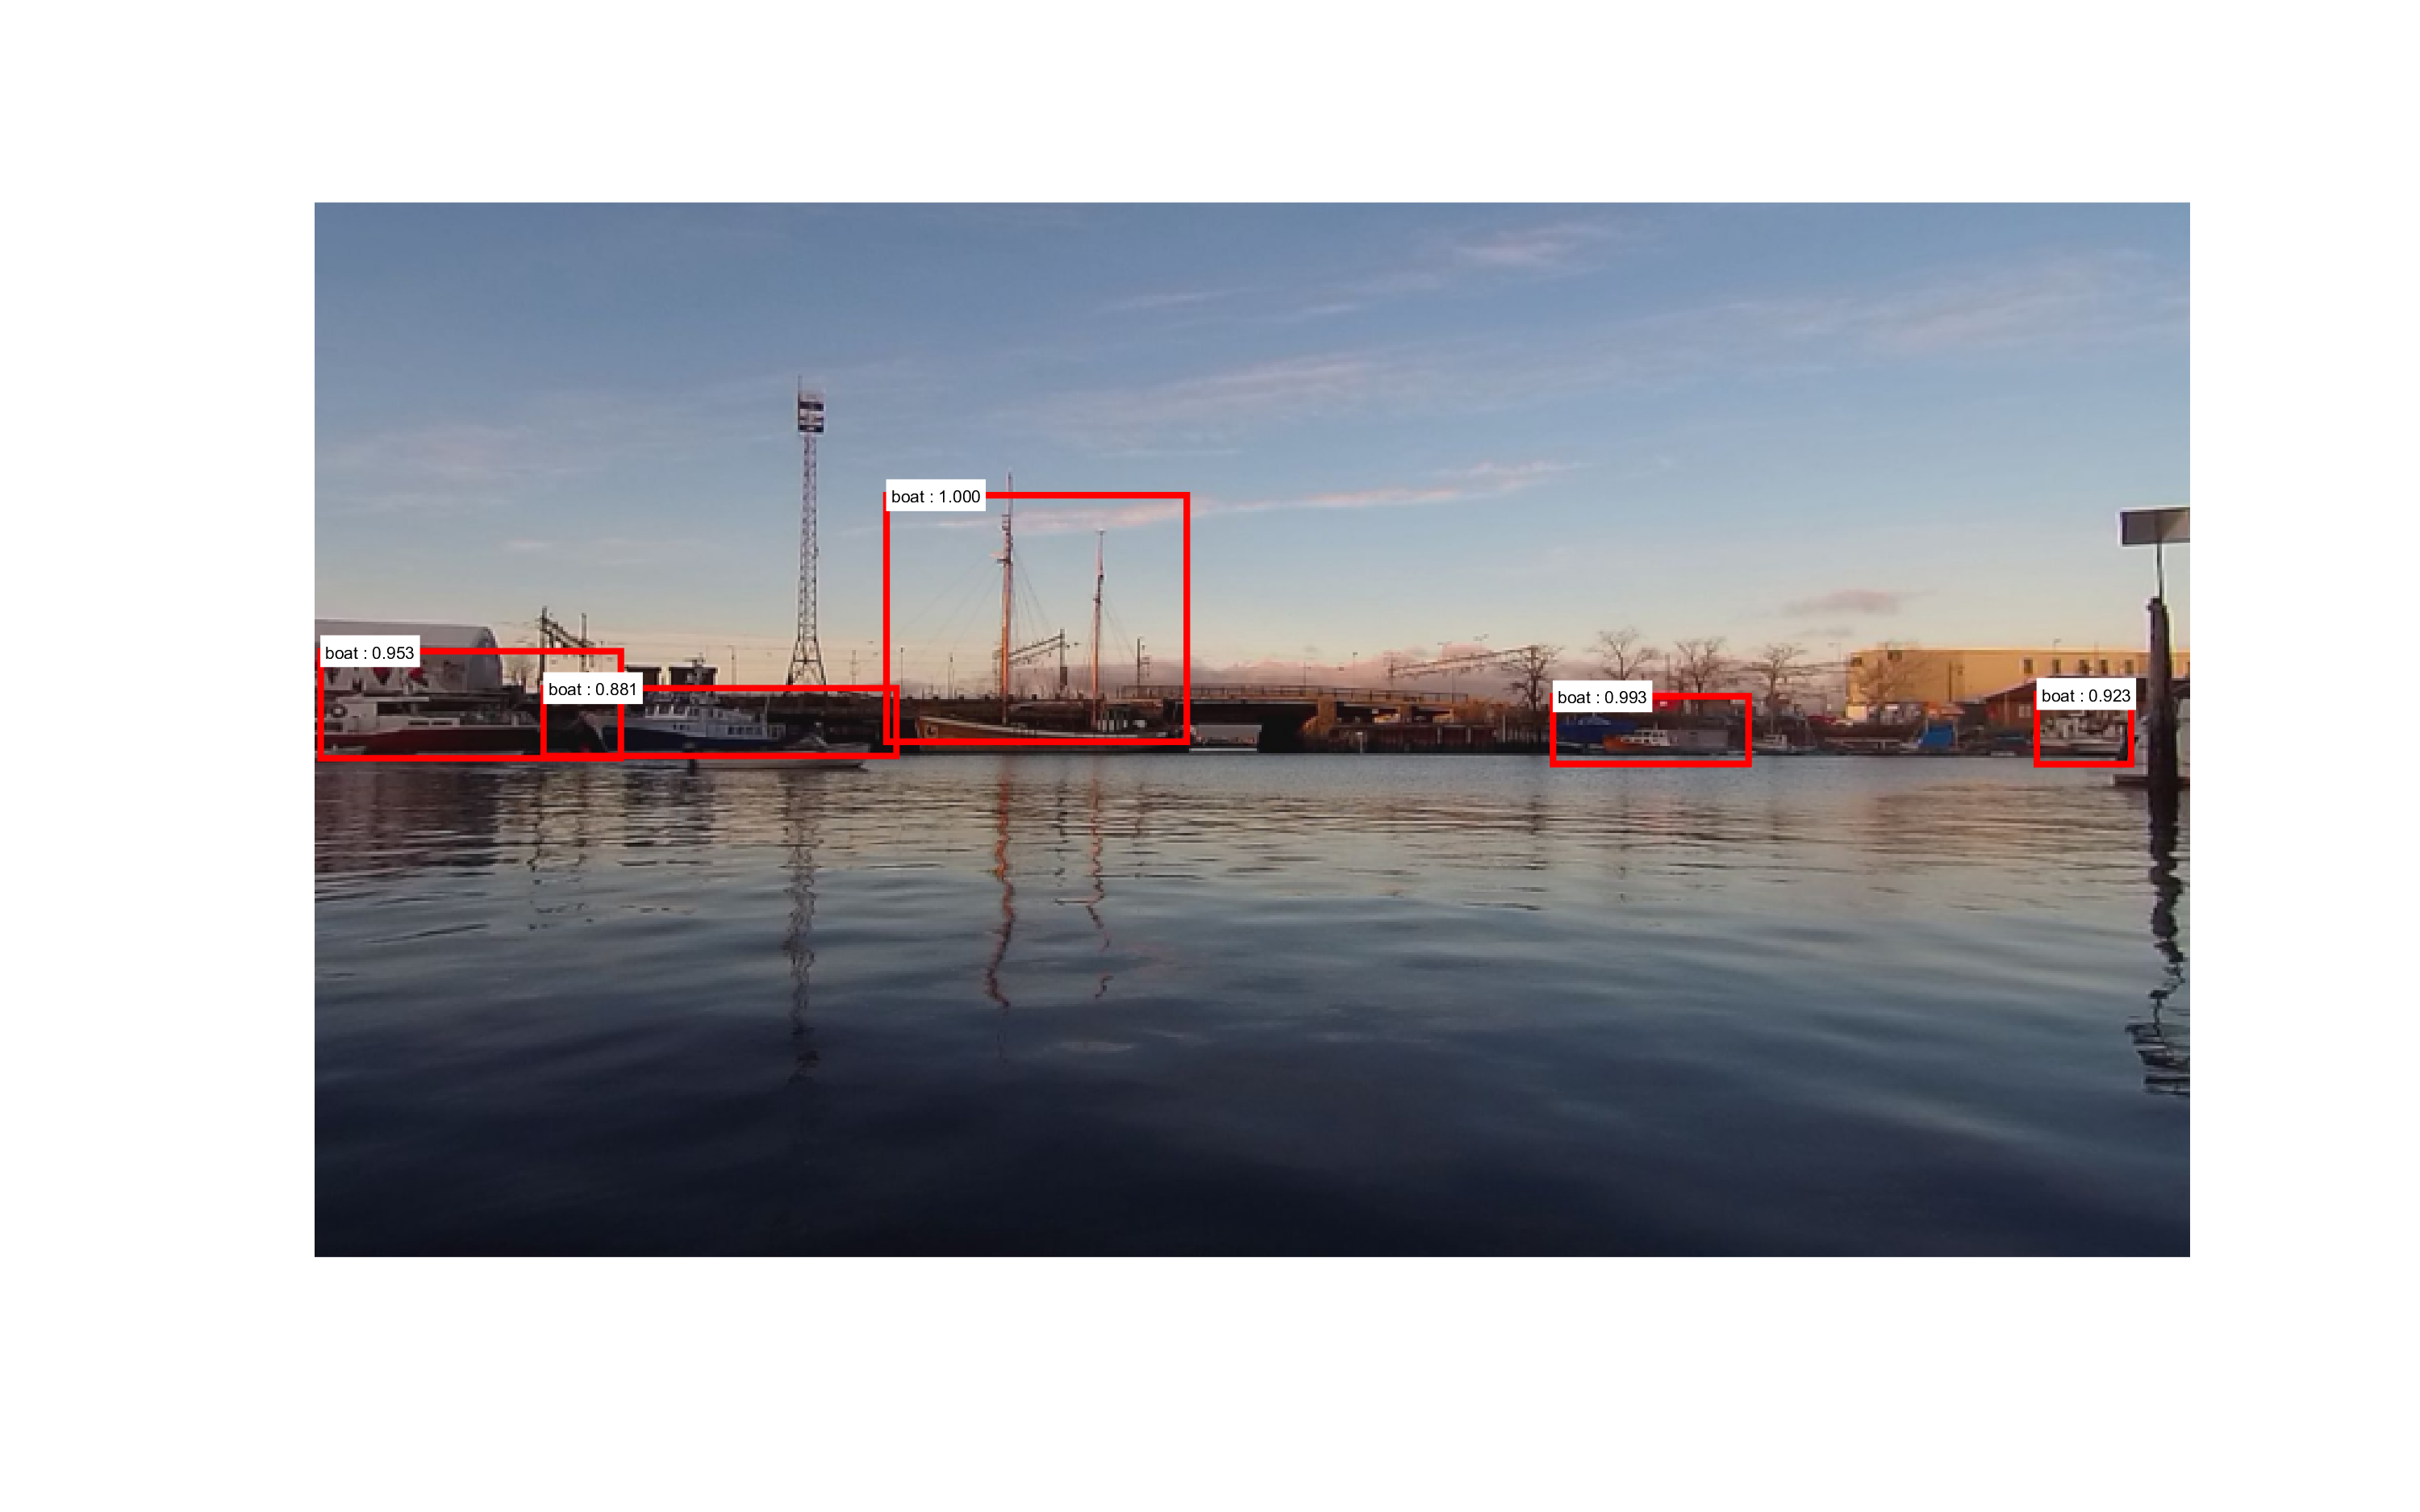 boat : 1.000
boat : 0.953
boat : 0.881
boat : 0.993
boat : 0.923